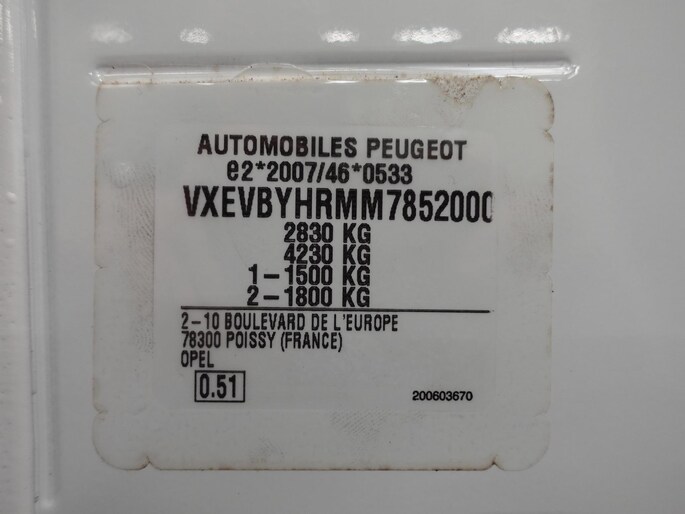 AUTOMOBILES PEUGEOT
e2*2007/46*0533
VXEVBYHRMM7852000
2830 KG
4230 KG
1-1500 KG
2-1800 KG
2-10 BOULEVARD DE L'EUROPE
78300 POISSY (FRANCE)
OPEL
0.51
200603670